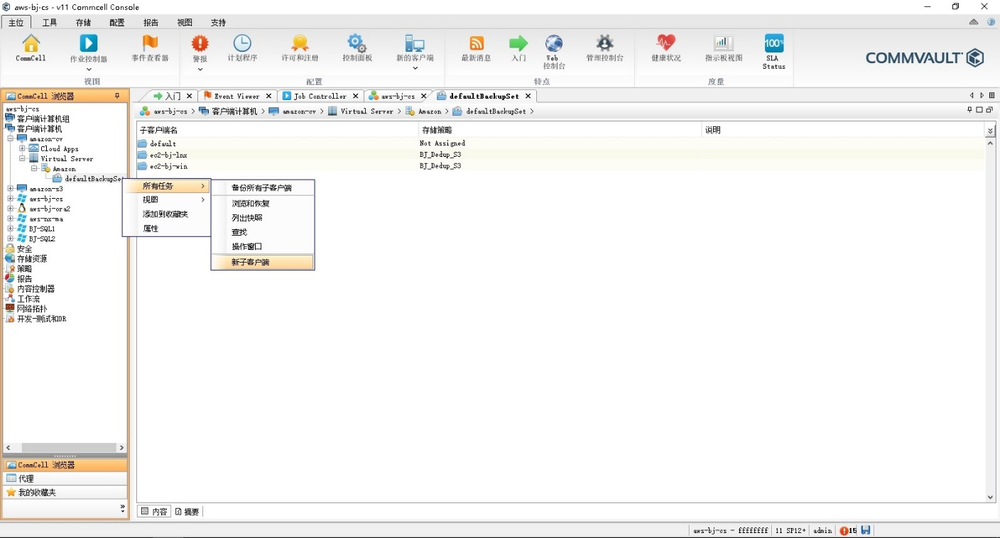 aws-bj-cs - v11 Commcell Console
主位 工具 存储 配置 报告 视图 支持
CommCell 作业控制器 事件查看器 警报 计划程序 许可和注册 控制面板 新的客户端 最新消息 入门 Web 控制台 管理控制台 健康状况 指示板视图 100% SLA Status
COMMVAULT
视图 配置 特点 度量
CommCell 浏览器
入门 Event Viewer Job Controller aws-bj-cs defaultBackupSet
aws-bj-cs > 客户端计算机 > amazon-cv > Virtual Server > Amazon > defaultBackupSet >
aws-bj-cs
客户端计算机组
客户端计算机
amazon-cv
Cloud Apps
Virtual Server
Amazon
defaultBackupSe
amazon-s3
aws-bj-cs
aws-bj-ora2
aws-nx-ma
BJ-SQL1
BJ-SQL2
安全
存储资源
策略
报告
内容控制器
工作流
网络拓扑
开发-测试和DR
子客户端名 存储策略 说明
default Not Assigned
ec2-bj-lnx BJ_Dedup_S3
ec2-bj-win BJ_Dedup_S3
所有任务
视图
添加到收藏夹
属性
备份所有子客户端
浏览和恢复
列出快照
查找
操作窗口
新子客户端
CommCell 浏览器
代理
我的收藏夹
内容 摘要
aws-bj-cs - ffffffff 11 SP12+ admin 15